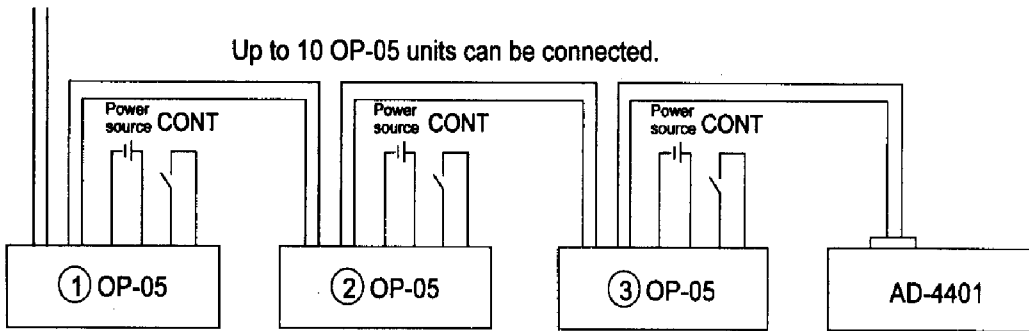 Up to 10 OP-05 units can be connected.
Power
source CONT
Power
source CONT
Power
source CONT
1 OP-05
2 OP-05
3 OP-05
AD-4401